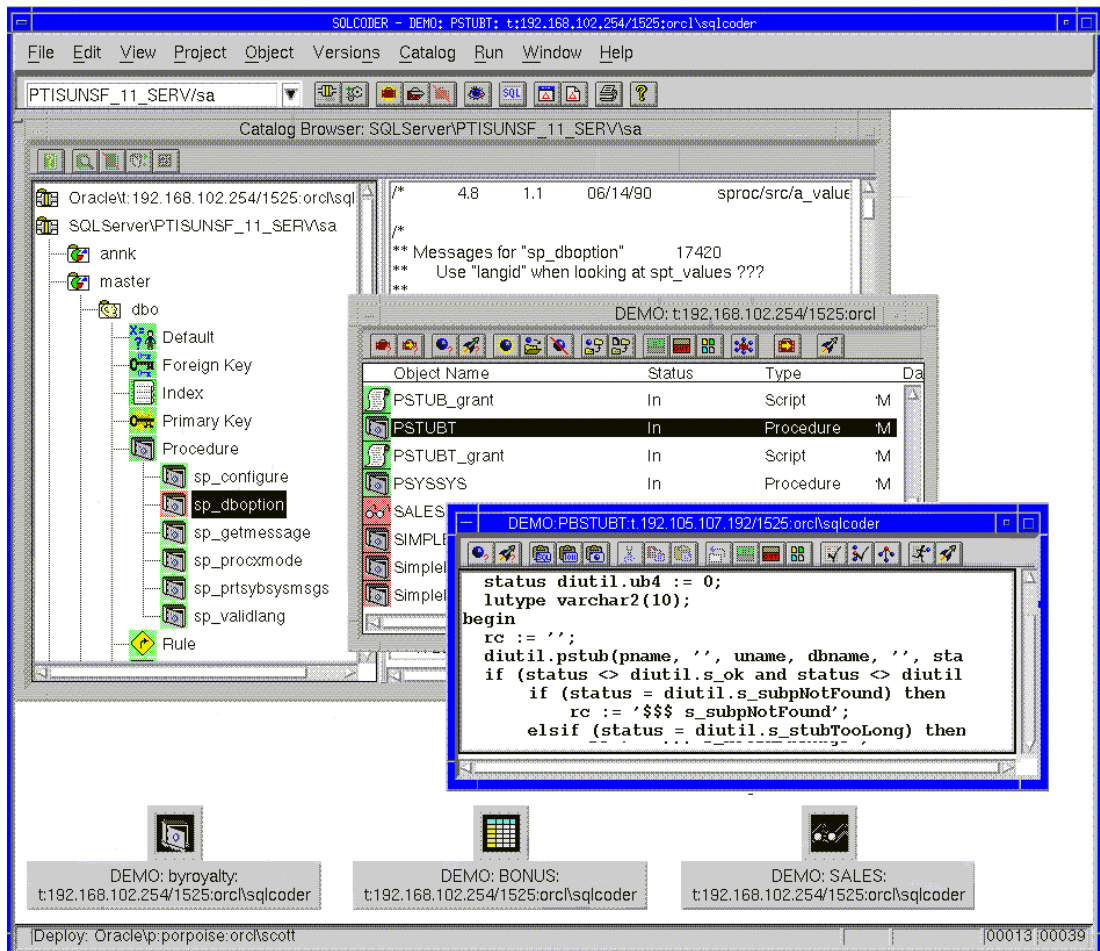 SQLCODER - DEMO: PSTUBT: t:192.168.102.254/1525:orcl\sqlcoder
File Edit View Project Object Versions Catalog Run Window Help
PTISUNSF_11_SERV/sa
SQL
?
Catalog Browser: SQLServer\PTISUNSF_11_SERV\sa
Oracle\t:192.168.102.254/1525:orcl\sql
SQLServer\PTISUNSF_11_SERV\sa
annk
master
dbo
Default
Foreign Key
Index
Primary Key
Procedure
sp_configure
sp_dboption
sp_getmessage
sp_procxmode
sp_prtsybsysmsgs
sp_validlang
Rule
/* 4.8 1.1 06/14/90 sproc/src/a_value
/*
** Messages for "sp_dboption" 17420
** Use "langid" when looking at spt_values ???
**
DEMO: t:192.168.102.254/1525:orcl
Object Name Status Type Da
PSTUB_grant In Script 'M
PSTUBT In Procedure 'M
PSTUBT_grant In Script 'M
PSYSSYS In Procedure 'M
SALES
SIMPLE
Simplel
Simplel
DEMO:PBSTUBT:t.192.105.107.192/1525:orcl\sqlcoder
status diutil.ub4 := 0;
lutype varchar2(10);
begin
rc := '';
diutil.pstub(pname, '', uname, dbname, '', sta
if (status <> diutil.s_ok and status <> diutil
if (status = diutil.s_subpNotFound) then
rc := '$$$ s_subpNotFound';
elsif (status = diutil.s_stubTooLong) then
DEMO: byroyalty:
t:192.168.102.254/1525:orcl\sqlcoder
DEMO: BONUS:
t:192.168.102.254/1525:orcl\sqlcoder
DEMO: SALES:
t:192.168.102.254/1525:orcl\sqlcoder
Deploy: Oracle\p:porpoise:orcl\scott
00013 00039